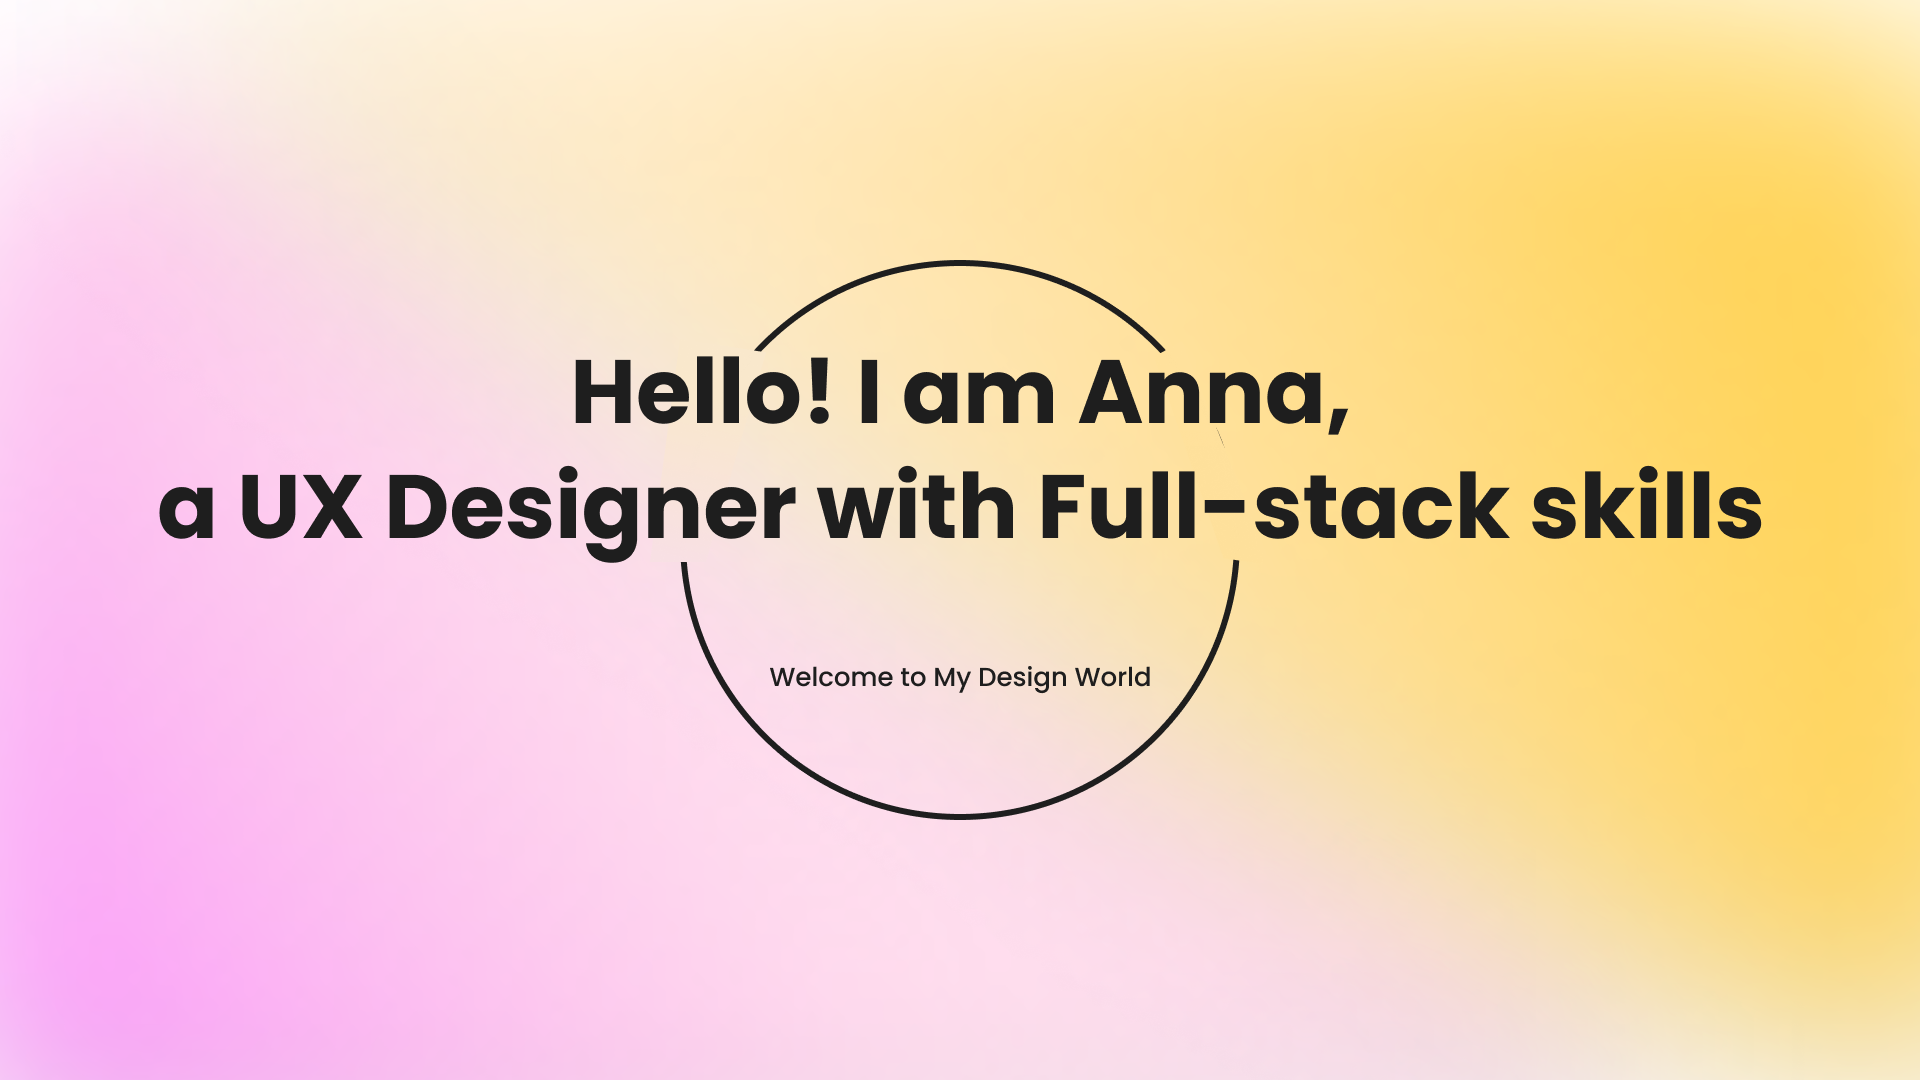 Hello! I am Anna,
a UX Designer with Full-stack skills
Welcome to My Design World